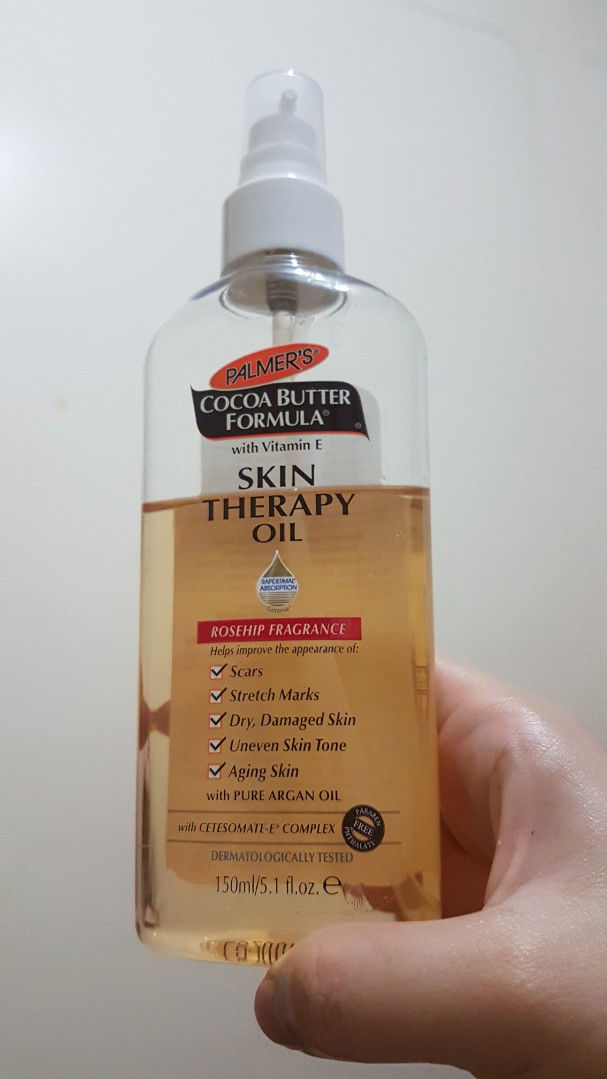 PALMER'S®
COCOA BUTTER
FORMULA®
®
with Vitamin E
SKIN
THERAPY
OIL
RAPIDERMAL®
ABSORPTION
systems
ROSEHIP FRAGRANCE
Helps improve the appearance of:
Scars
Stretch Marks
Dry, Damaged Skin
Uneven Skin Tone
Aging Skin
with PURE ARGAN OIL
with CETESOMATE-E® COMPLEX
PARABEN
FREE
PHTHALATE
DERMATOLOGICALLY TESTED
150ml/5.1 fl.oz. ℮